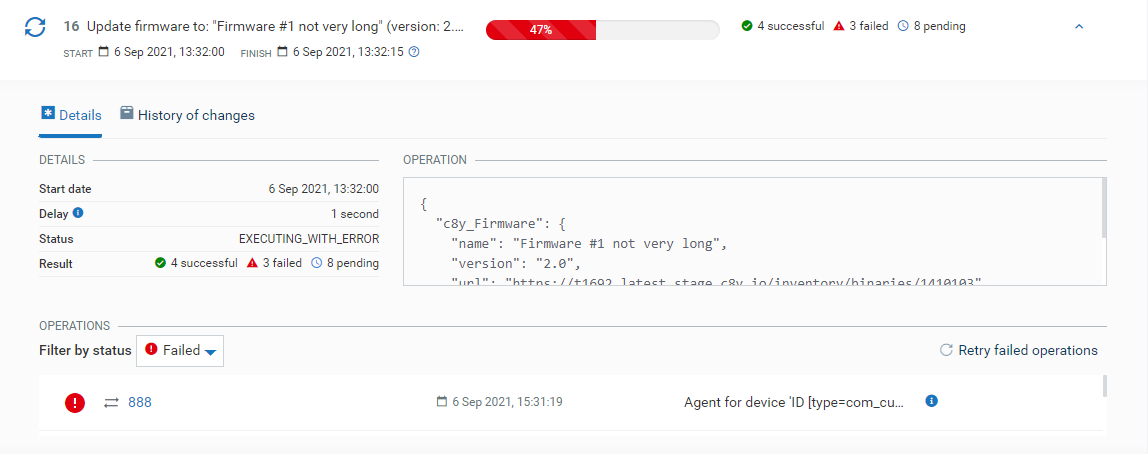 16 Update firmware to: "Firmware #1 not very long" (version: 2.... 47% 4 successful 3 failed 8 pending
START 6 Sep 2021, 13:32:00 FINISH 6 Sep 2021, 13:32:15
Details History of changes
DETAILS
Start date 6 Sep 2021, 13:32:00
Delay 1 second
Status EXECUTING_WITH_ERROR
Result 4 successful 3 failed 8 pending
OPERATION
{
"c8y_Firmware": {
"name": "Firmware #1 not very long",
"version": "2.0",
"url": "https://t1692.latest.stage.c8y.io/inventory/binaries/1410103"
OPERATIONS
Filter by status Failed Retry failed operations
888 6 Sep 2021, 15:31:19 Agent for device 'ID [type=com_cu...